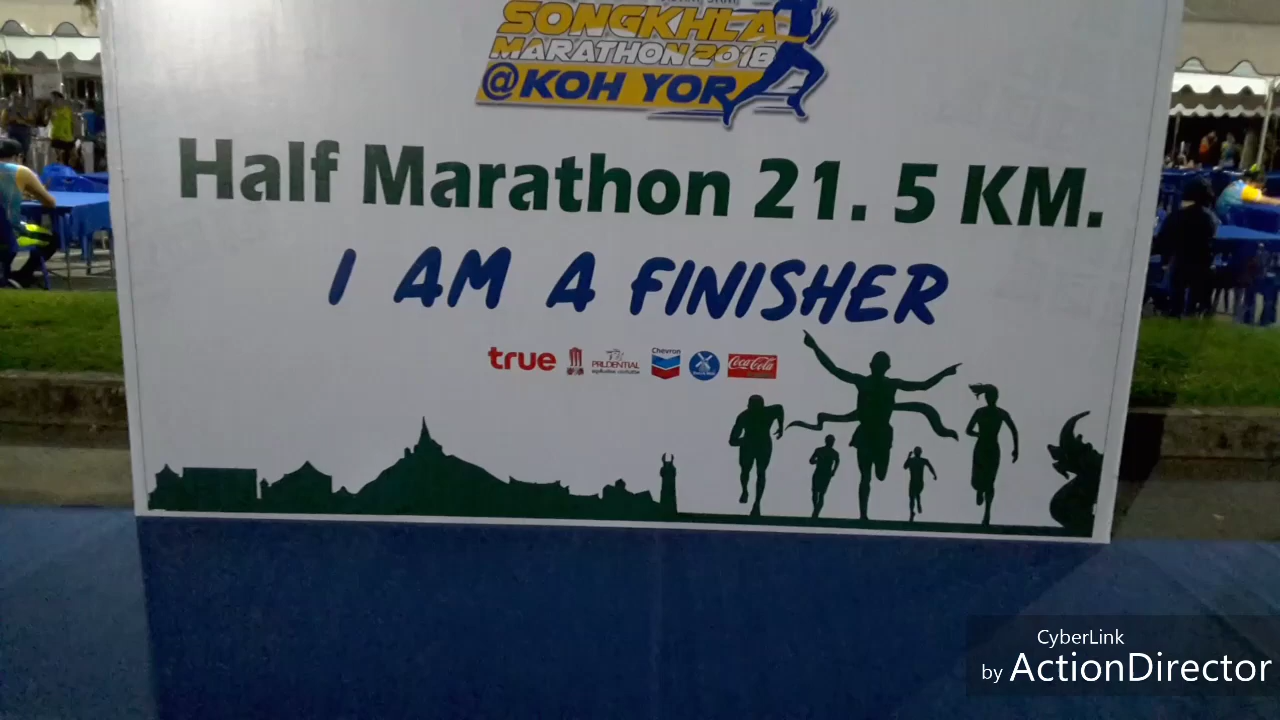 SONGKHLA
MARATHON 2018
@KOH YOR
Half Marathon 21. 5 KM.
I AM A FINISHER
true
PRUDENTIAL
Chevron
Coca-Cola
CyberLink
by ActionDirector